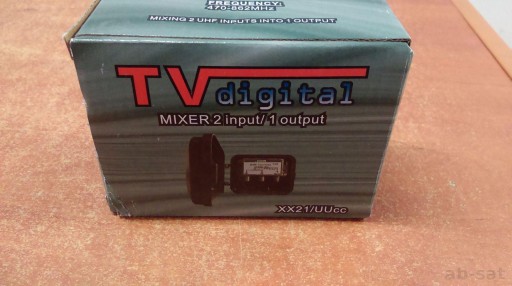 FREQUENCY:
470-862MHz
MIXING 2 UHF INPUTS INTO 1 OUTPUT
TV digital
MIXER 2 input/ 1 output
XX21/UUcc
ab-sat